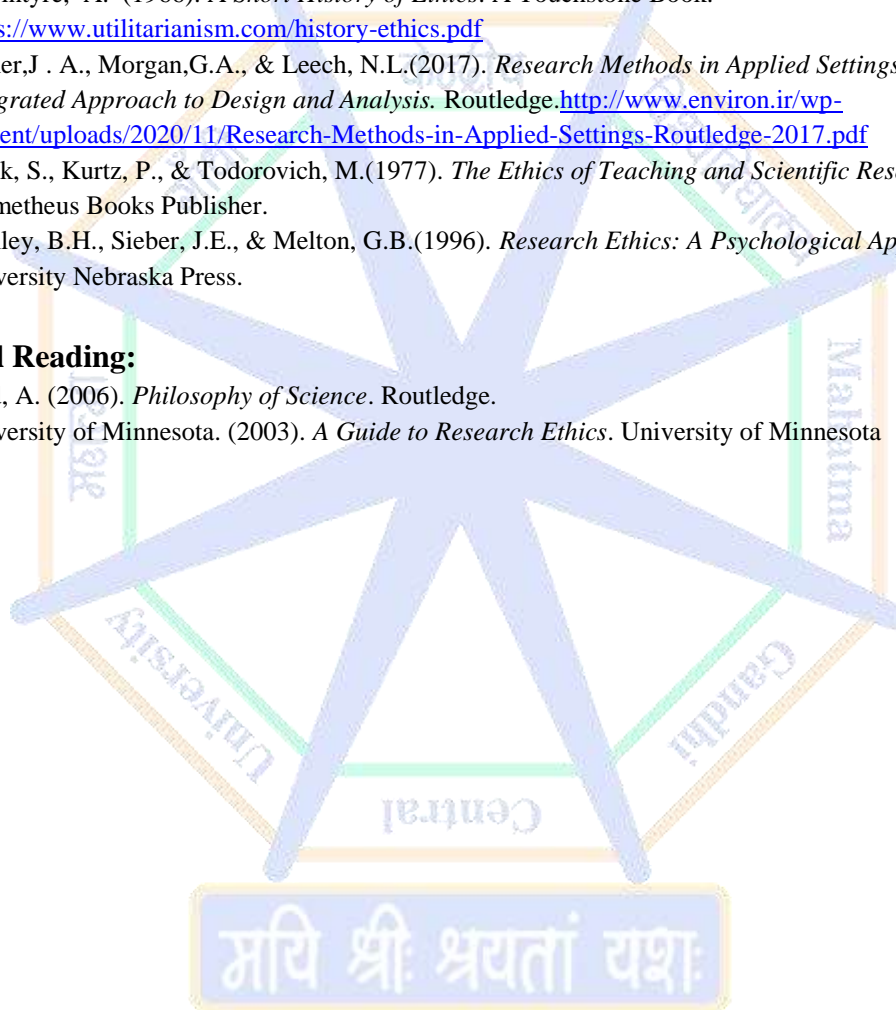 A. A Short History of Ethics. A Touchstone Book.
s://www.utilitarianism.com/history-ethics.pdf
er,J . A., Morgan,G.A., & Leech, N.L.(2017). Research Methods in Applied Settings
grated Approach to Design and Analysis. Routledge.http://www.environ.ir/wp-
ent/uploads/2020/11/Research-Methods-in-Applied-Settings-Routledge-2017.pdf
k, S., Kurtz, P., & Todorovich, M.(1977). The Ethics of Teaching and Scientific Rese
metheus Books Publisher.
ley, B.H., Sieber, J.E., & Melton, G.B.(1996). Research Ethics: A Psychological Ap
versity Nebraska Press.
l Reading:
, A. (2006). Philosophy of Science. Routledge.
versity of Minnesota. (2003). A Guide to Research Ethics. University of Minnesota
Mahatma
Gandhi
Central
University
मयि श्रीः श्रयतां यशः